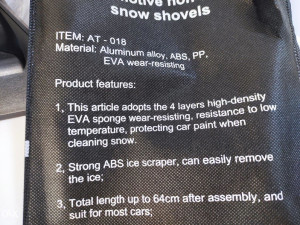 snow shovels
ITEM: AT - 018
Material: Aluminum alloy, ABS, PP,
EVA wear-resisting
Product features:
1, This article adopts the 4 layers high-density
EVA sponge wear-resisting, resistance to low
temperature, protecting car paint when
cleaning snow.
2, Strong ABS ice scraper, can easily remove
the ice;
3, Total length up to 64cm after assembly, and
suit for most cars;